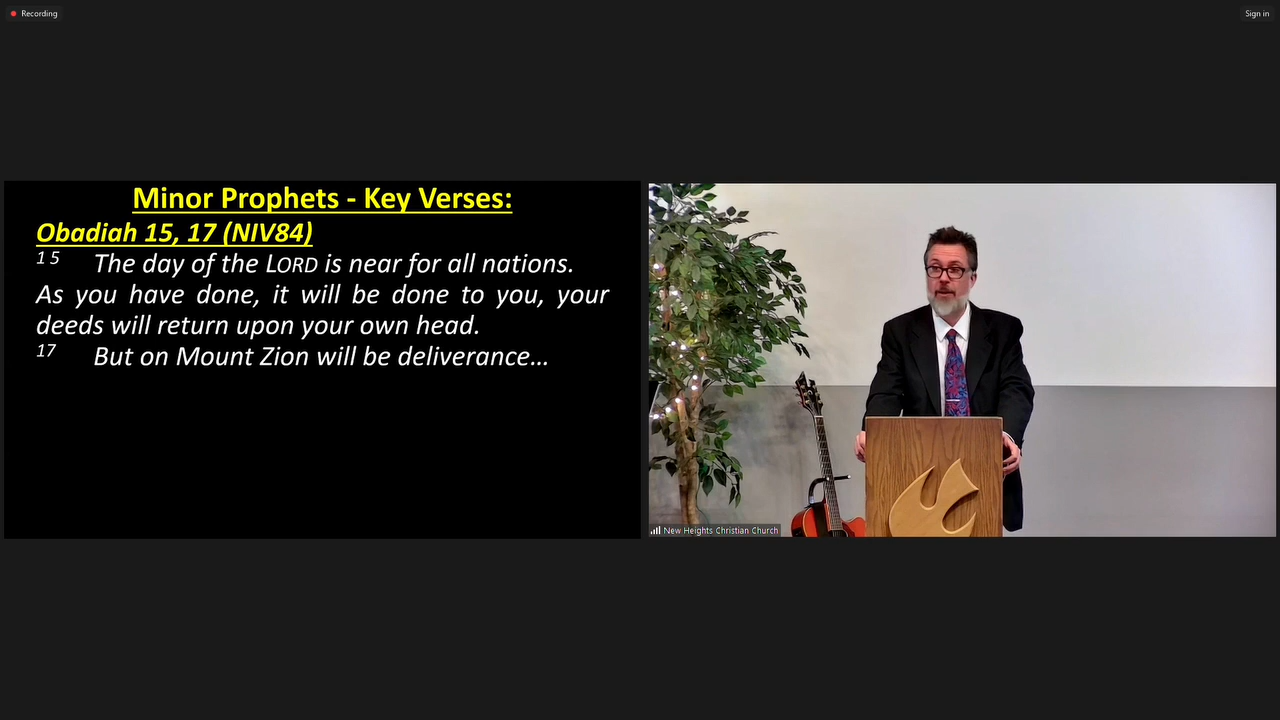 Recording
Sign in
Minor Prophets - Key Verses:
Obadiah 15, 17 (NIV84)
15 The day of the LORD is near for all nations.
As you have done, it will be done to you, your
deeds will return upon your own head.
17 But on Mount Zion will be deliverance…
New Heights Christian Church